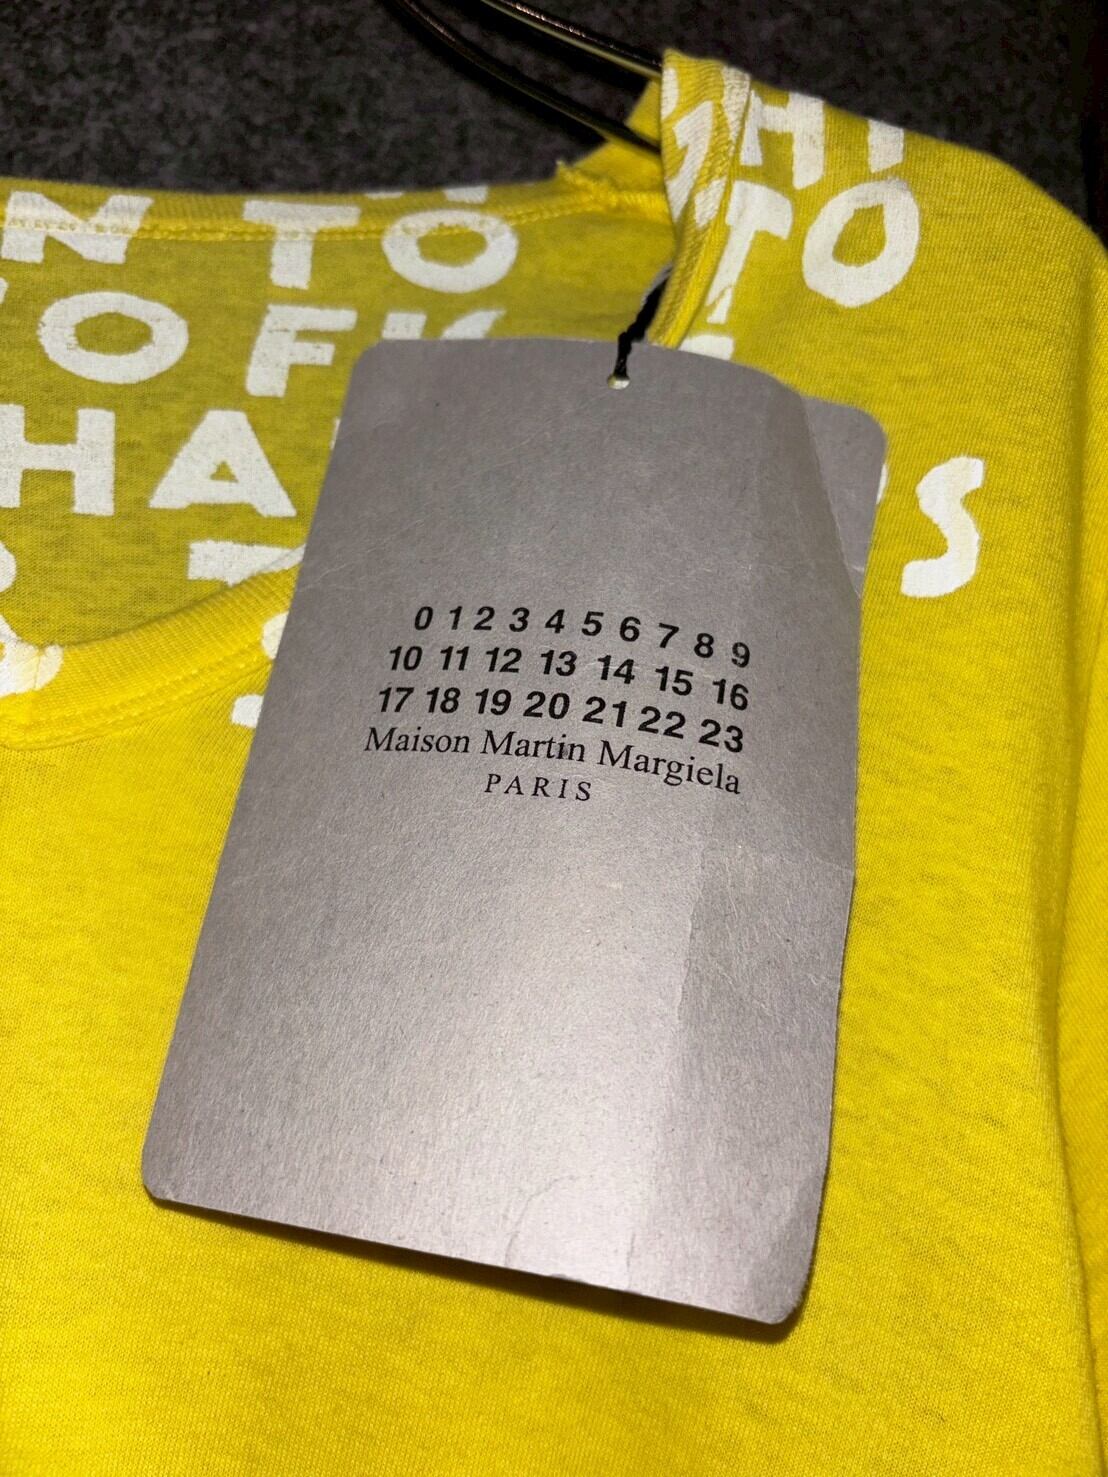 N TO
TO
O F
HA
S
0 1 2 3 4 5 6 7 8 9
10 11 12 13 14 15 16
17 18 19 20 21 22 23
Maison Martin Margiela
PARIS